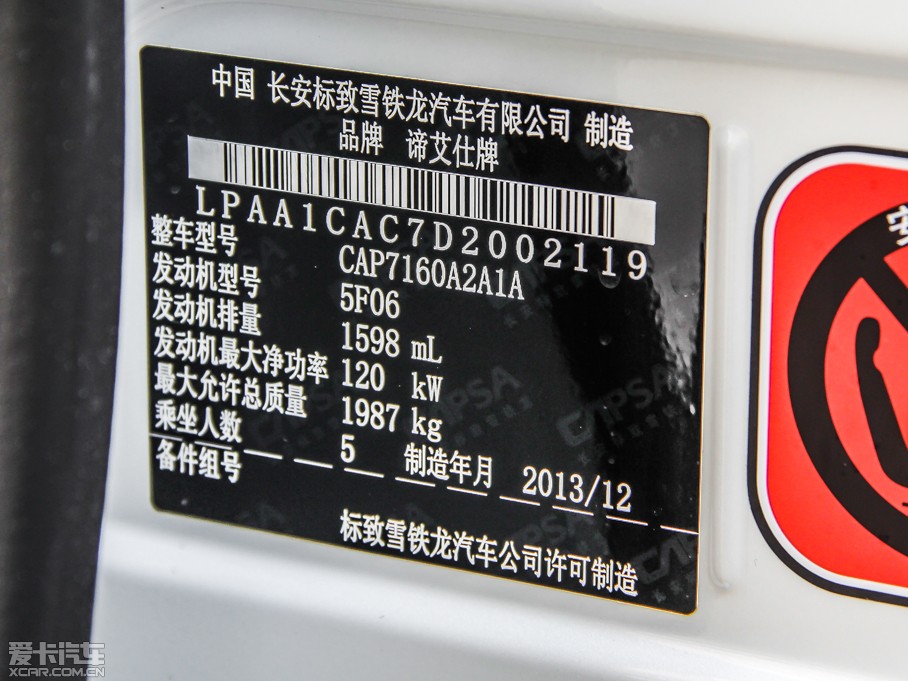 中国 长安标致雪铁龙汽车有限公司 制造
品牌 谛艾仕牌
LPAA1CAC7D2002119
整车型号 CAP7160A2A1A
发动机型号 5F06
发动机排量 1598 mL
发动机最大净功率 120 kW
最大允许总质量 1987 kg
乘坐人数 5 制造年月 2013/12
备件组号
标致雪铁龙汽车公司许可制造
CAPSA
安
爱卡汽车
XCAR.COM.CN